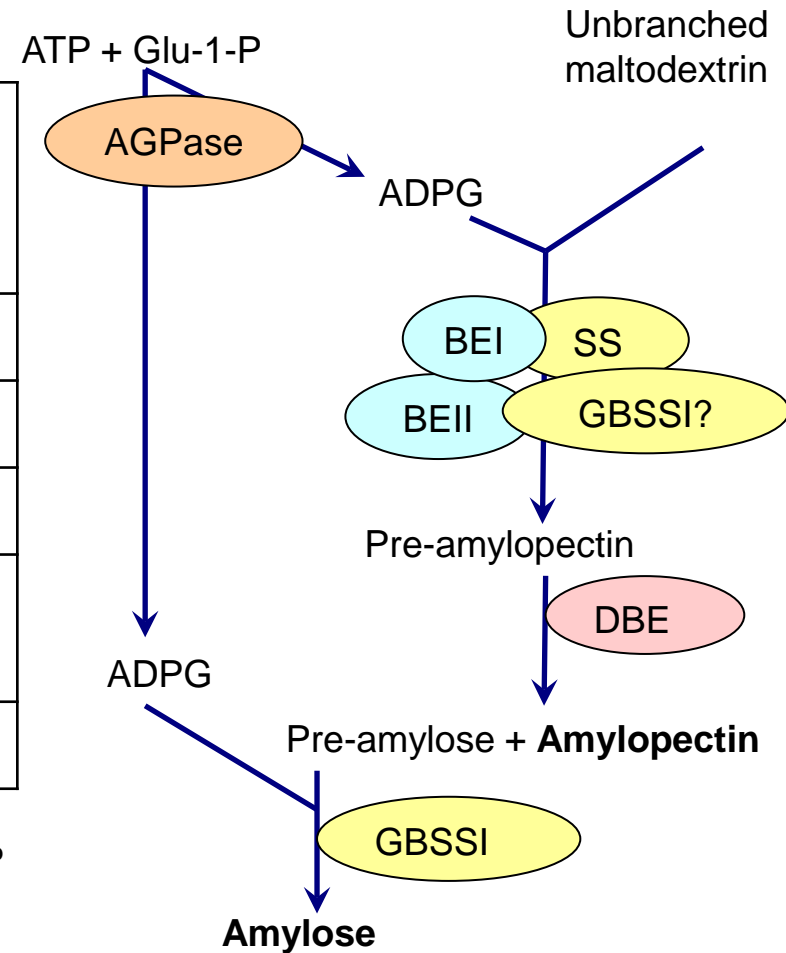 Unbranched
maltodextrin
ATP + Glu-1-P
AGPase
ADPG
BEI
SS
BEII
GBSSI?
Pre-amylopectin
DBE
ADPG
Pre-amylose + Amylopectin
GBSSI
Amylose